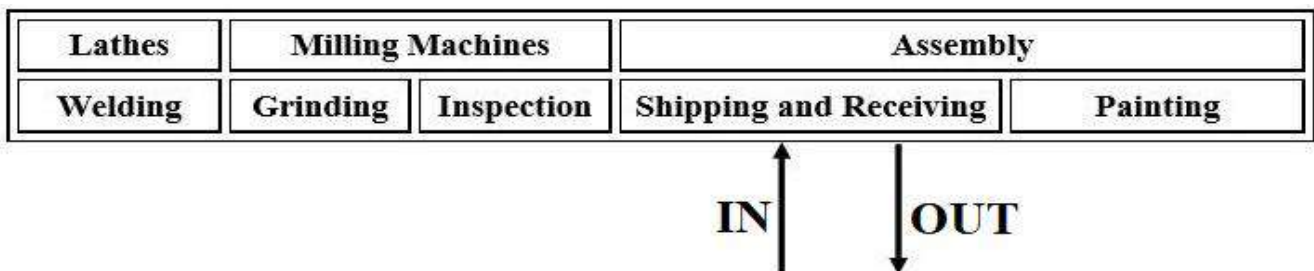 Lathes Milling Machines Assembly
Welding Grinding Inspection Shipping and Receiving Painting
IN OUT